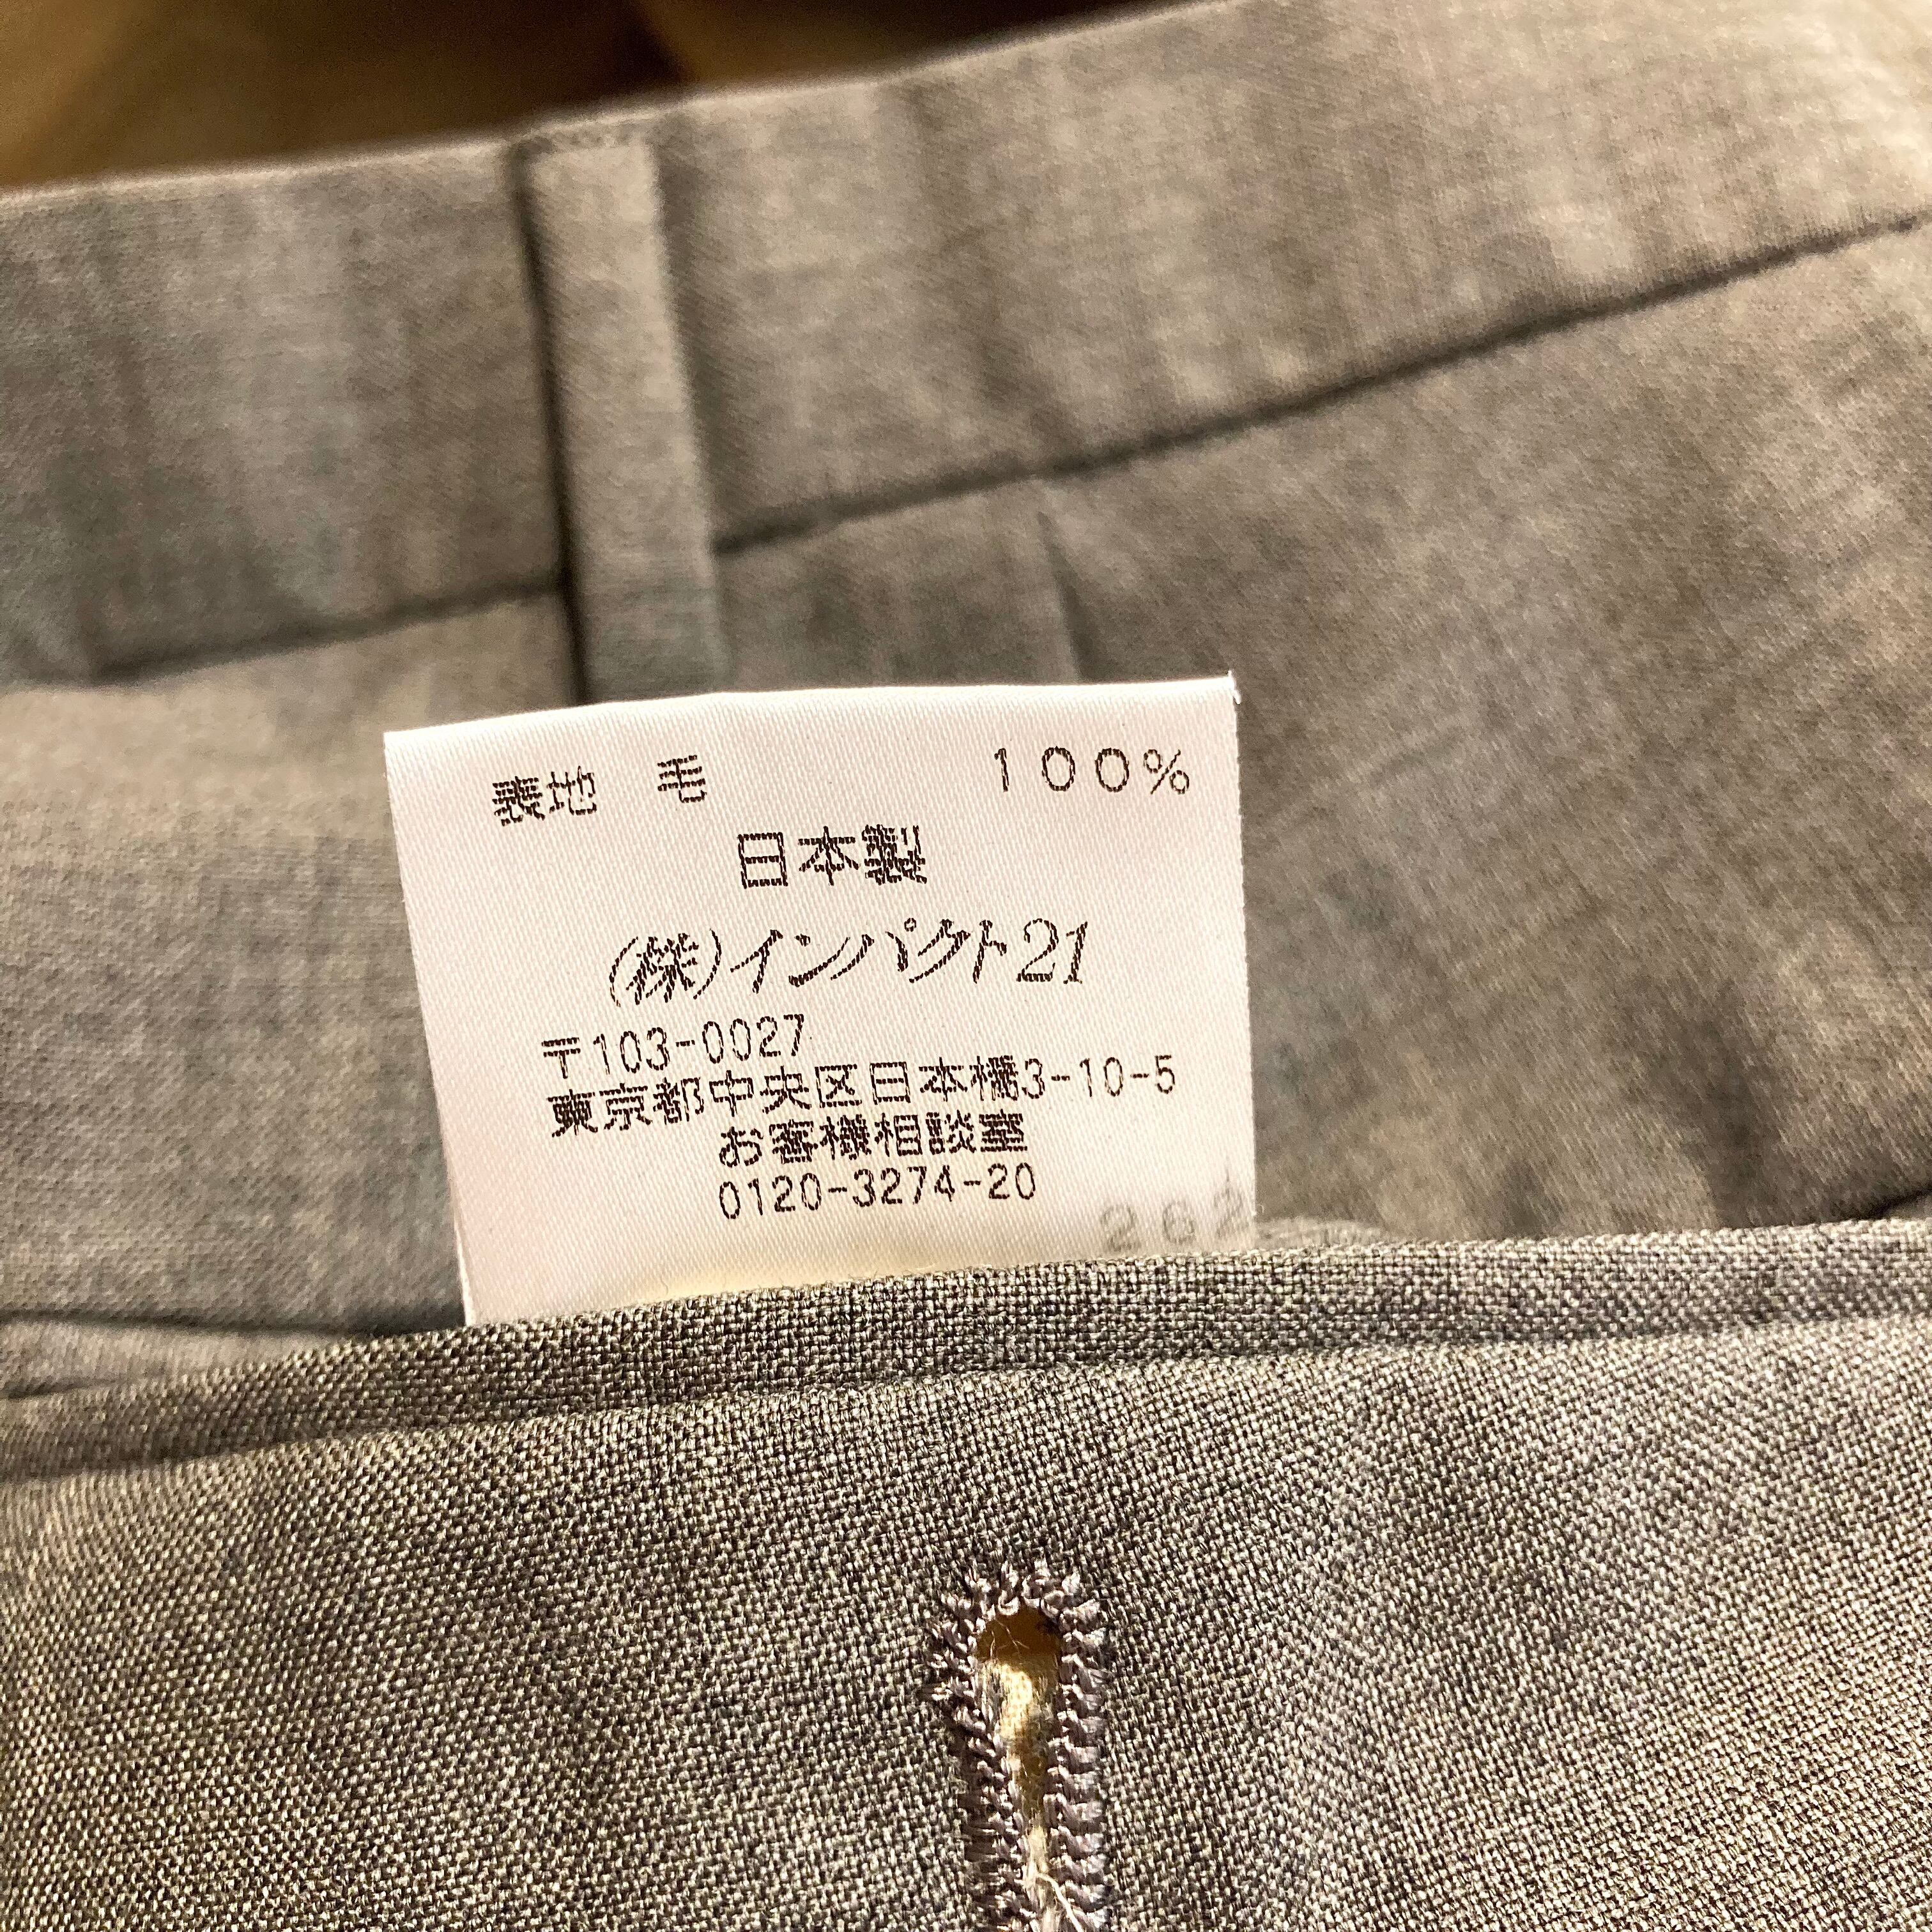 表地 毛 100%
日本製
(株)インパクト21
〒103-0027
東京都中央区日本橋3-10-5
お客様相談室
0120-3274-20
262